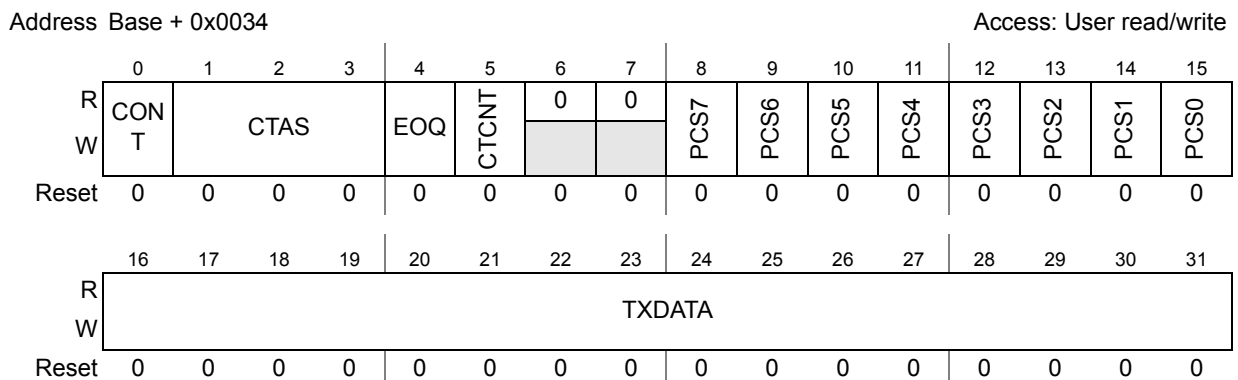 Address Base + 0x0034 Access: User read/write
0 1 2 3 4 5 6 7 8 9 10 11 12 13 14 15
R CONT CTAS EOQ CTCNT 0 0 PCS7 PCS6 PCS5 PCS4 PCS3 PCS2 PCS1 PCS0
W
Reset 0 0 0 0 0 0 0 0 0 0 0 0 0 0 0 0
16 17 18 19 20 21 22 23 24 25 26 27 28 29 30 31
R TXDATA
W
Reset 0 0 0 0 0 0 0 0 0 0 0 0 0 0 0 0